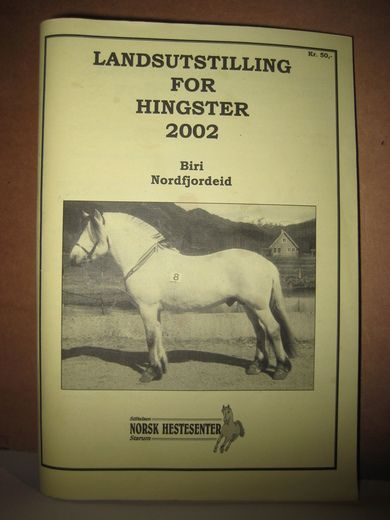 Kr. 50,-
LANDSUTSTILLING
FOR
HINGSTER
2002
Biri
Nordfjordeid
8
Stiftelsen
NORSK HESTESENTER
Starum